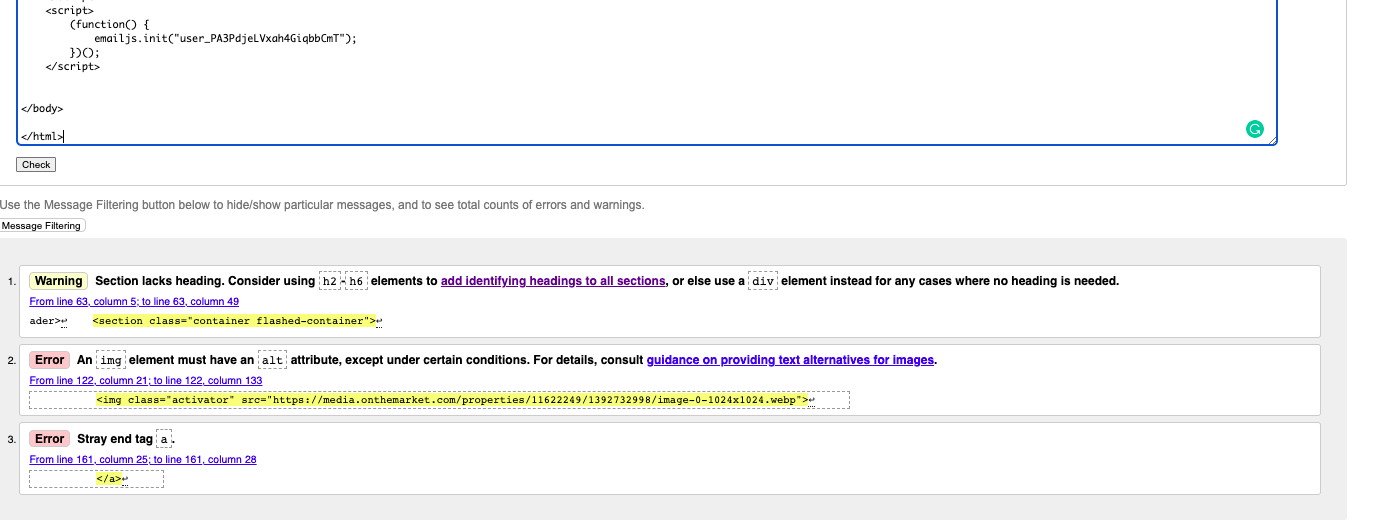 <script>
(function() {
emailjs.init("user_PA3PdjeLVxah4GiqbbCmT");
})();
</script>
</body>
</html>
Check
Use the Message Filtering button below to hide/show particular messages, and to see total counts of errors and warnings.
Message Filtering
1. Warning Section lacks heading. Consider using h2-h6 elements to add identifying headings to all sections, or else use a div element instead for any cases where no heading is needed.
From line 63, column 5; to line 63, column 49
ader>↩ <section class="container flashed-container">↩
2. Error An img element must have an alt attribute, except under certain conditions. For details, consult guidance on providing text alternatives for images.
From line 122, column 21; to line 122, column 133
<img class="activator" src="https://media.onthemarket.com/properties/11622249/1392732998/image-0-1024x1024.webp">↩
3. Error Stray end tag a.
From line 161, column 25; to line 161, column 28
</a>↩